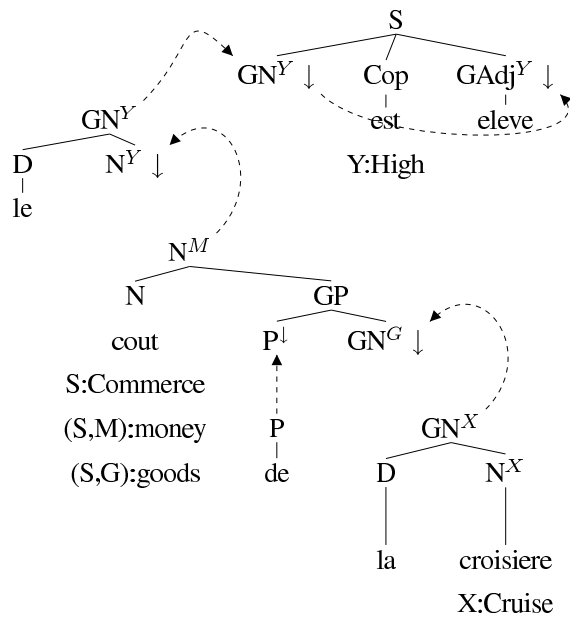 S
GN^Y ↓ Cop GAdj^Y ↓
est eleve
GN^Y
D N^Y ↓ Y:High
le
N^M
N GP
cout P↓ GN^G ↓
S:Commerce
(S,M):money P GN^X
(S,G):goods de D N^X
la croisiere
X:Cruise